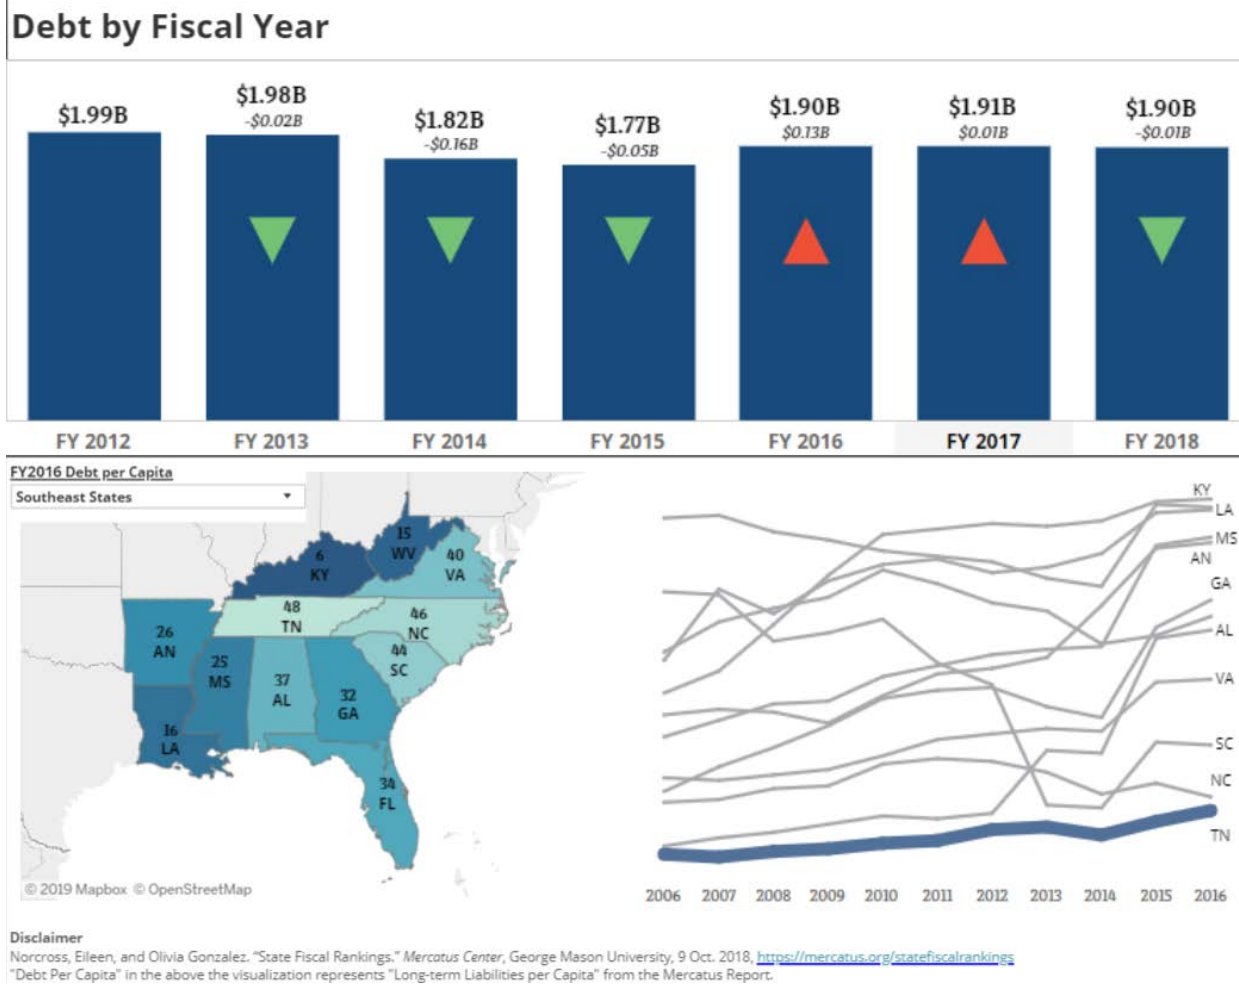 Debt by Fiscal Year
$1.99B
$1.98B
-$0.02B
$1.82B
-$0.16B
$1.77B
-$0.05B
$1.90B
$0.13B
$1.91B
$0.01B
$1.90B
-$0.01B
FY 2012
FY 2013
FY 2014
FY 2015
FY 2016
FY 2017
FY 2018
FY2016 Debt per Capita
Southeast States
6
KY
15
WV
40
VA
48
TN
46
NC
26
AN
25
MS
44
SC
37
AL
32
GA
16
LA
34
FL
© 2019 Mapbox © OpenStreetMap
KY
LA
MS
AN
GA
AL
VA
SC
NC
TN
2006 2007 2008 2009 2010 2011 2012 2013 2014 2015 2016
Disclaimer
Norcross, Eileen, and Olivia Gonzalez. "State Fiscal Rankings." Mercatus Center, George Mason University, 9 Oct. 2018, https://mercatus.org/statefiscalrankings
"Debt Per Capita" in the above the visualization represents "Long-term Liabilities per Capita" from the Mercatus Report.